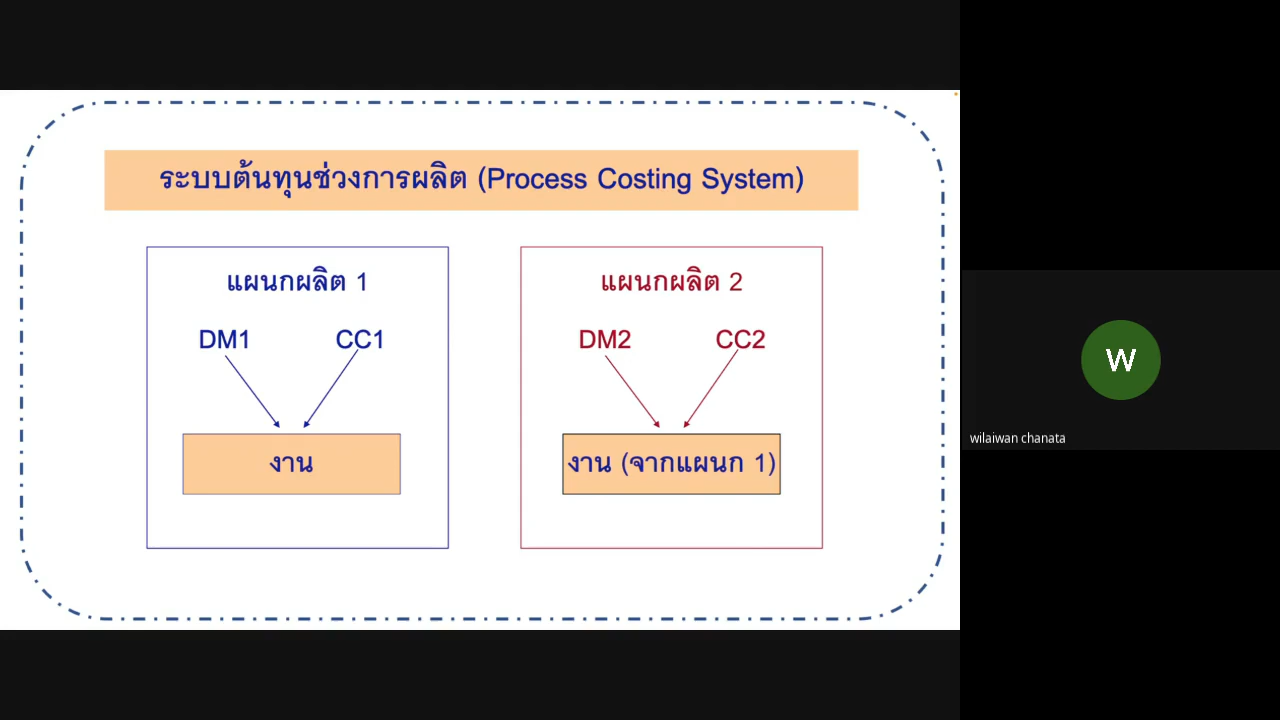 ระบบต้นทุนช่วงการผลิต (Process Costing System)
แผนกผลิต 1
DM1 CC1
งาน
แผนกผลิต 2
DM2 CC2
งาน (จากแผนก 1)
W
wilaiwan chanata